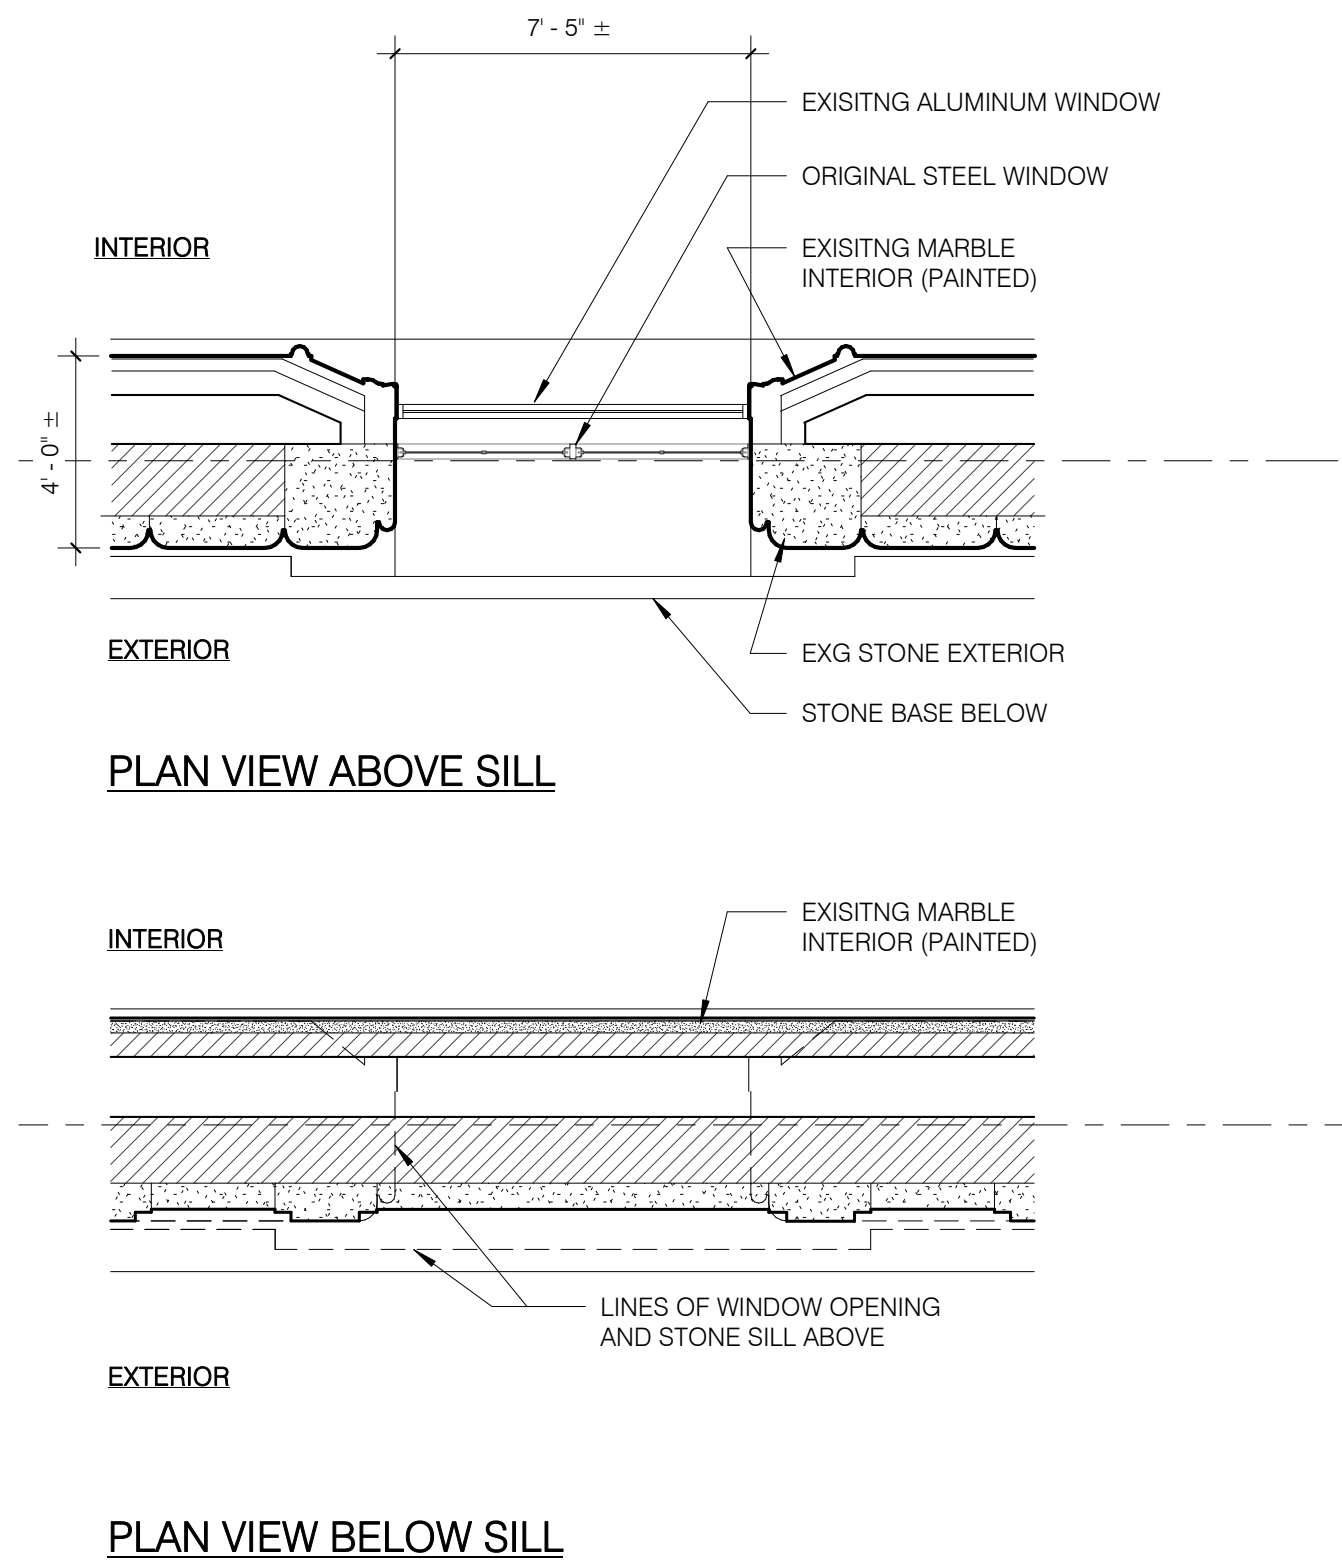 7' - 5" ±
EXISITNG ALUMINUM WINDOW
ORIGINAL STEEL WINDOW
INTERIOR
EXISITNG MARBLE
INTERIOR (PAINTED)
4' - 0" ±
EXTERIOR
EXG STONE EXTERIOR
STONE BASE BELOW
PLAN VIEW ABOVE SILL
EXISITNG MARBLE
INTERIOR (PAINTED)
INTERIOR
LINES OF WINDOW OPENING
AND STONE SILL ABOVE
EXTERIOR
PLAN VIEW BELOW SILL